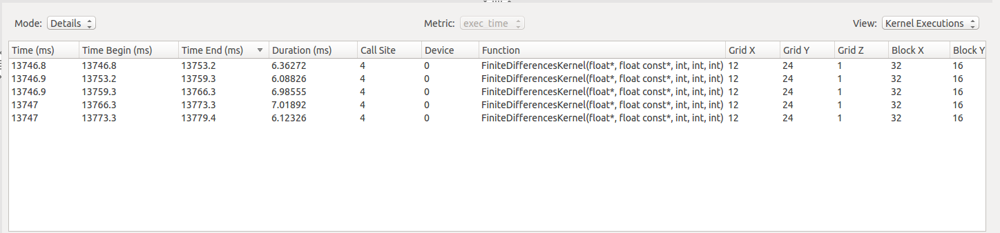 Mode: Details Metric: exec_time View: Kernel Executions
Time (ms) Time Begin (ms) Time End (ms) Duration (ms) Call Site Device Function Grid X Grid Y Grid Z Block X Block Y
13746.8 13746.8 13753.2 6.36272 4 0 FiniteDifferencesKernel(float*, float const*, int, int, int) 12 24 1 32 16
13746.9 13753.2 13759.3 6.08826 4 0 FiniteDifferencesKernel(float*, float const*, int, int, int) 12 24 1 32 16
13746.9 13759.3 13766.3 6.98555 4 0 FiniteDifferencesKernel(float*, float const*, int, int, int) 12 24 1 32 16
13747 13766.3 13773.3 7.01892 4 0 FiniteDifferencesKernel(float*, float const*, int, int, int) 12 24 1 32 16
13747 13773.3 13779.4 6.12326 4 0 FiniteDifferencesKernel(float*, float const*, int, int, int) 12 24 1 32 16